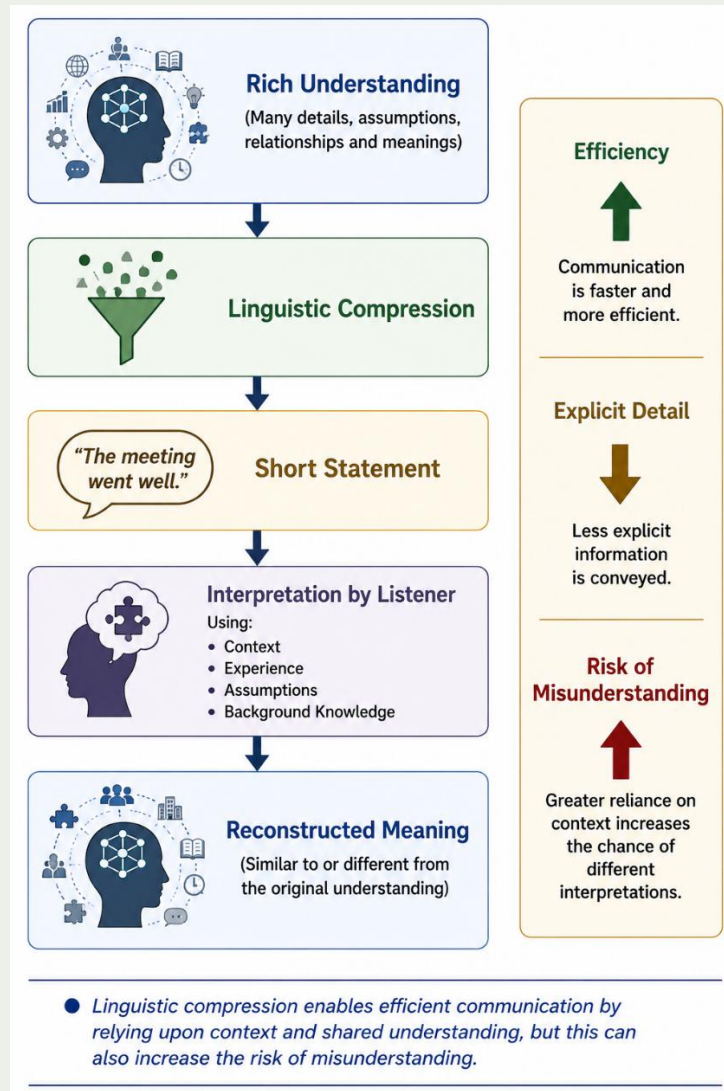 Rich Understanding
(Many details, assumptions,
relationships and meanings)
Linguistic Compression
“The meeting
went well.”
Short Statement
Interpretation by Listener
Using:
• Context
• Experience
• Assumptions
• Background Knowledge
Reconstructed Meaning
(Similar to or different from
the original understanding)
Efficiency
Communication
is faster and
more efficient.
Explicit Detail
Less explicit
information
is conveyed.
Risk of
Misunderstanding
Greater reliance on
context increases
the chance of
different
interpretations.
● Linguistic compression enables efficient communication by
relying upon context and shared understanding, but this can
also increase the risk of misunderstanding.